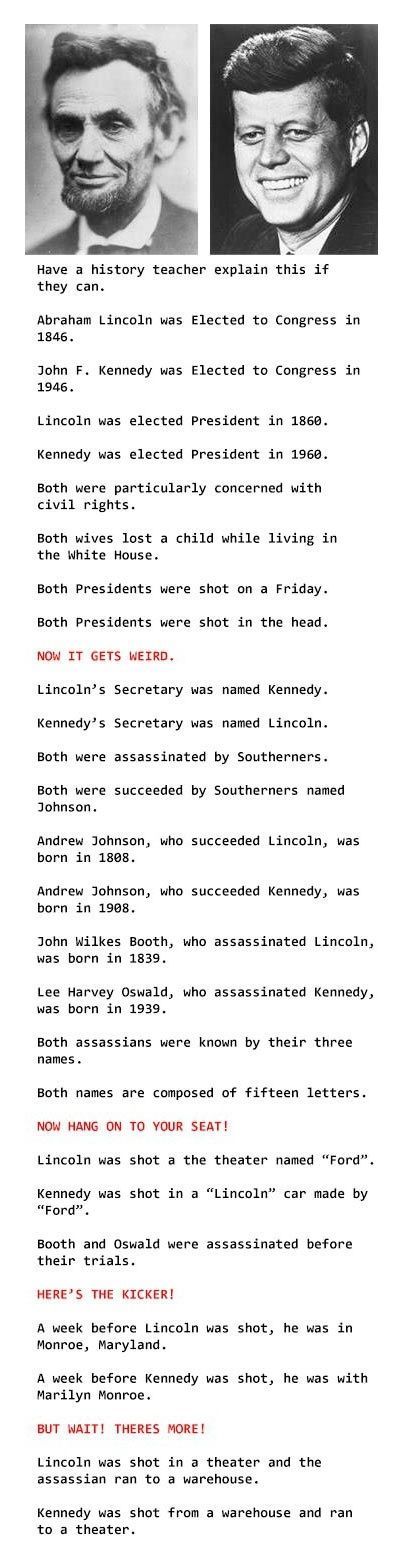 Have a history teacher explain this if
they can.
Abraham Lincoln was Elected to Congress in
1846.
John F. Kennedy was Elected to Congress in
1946.
Lincoln was elected President in 1860.
Kennedy was elected President in 1960.
Both were particularly concerned with
civil rights.
Both wives lost a child while living in
the White House.
Both Presidents were shot on a Friday.
Both Presidents were shot in the head.
NOW IT GETS WEIRD.
Lincoln’s Secretary was named Kennedy.
Kennedy’s Secretary was named Lincoln.
Both were assassinated by Southerners.
Both were succeeded by Southerners named
Johnson.
Andrew Johnson, who succeeded Lincoln, was
born in 1808.
Andrew Johnson, who succeeded Kennedy, was
born in 1908.
John Wilkes Booth, who assassinated Lincoln,
was born in 1839.
Lee Harvey Oswald, who assassinated Kennedy,
was born in 1939.
Both assassians were known by their three
names.
Both names are composed of fifteen letters.
NOW HANG ON TO YOUR SEAT!
Lincoln was shot a the theater named “Ford”.
Kennedy was shot in a “Lincoln” car made by
“Ford”.
Booth and Oswald were assassinated before
their trials.
HERE’S THE KICKER!
A week before Lincoln was shot, he was in
Monroe, Maryland.
A week before Kennedy was shot, he was with
Marilyn Monroe.
BUT WAIT! THERES MORE!
Lincoln was shot in a theater and the
assassian ran to a warehouse.
Kennedy was shot from a warehouse and ran
to a theater.